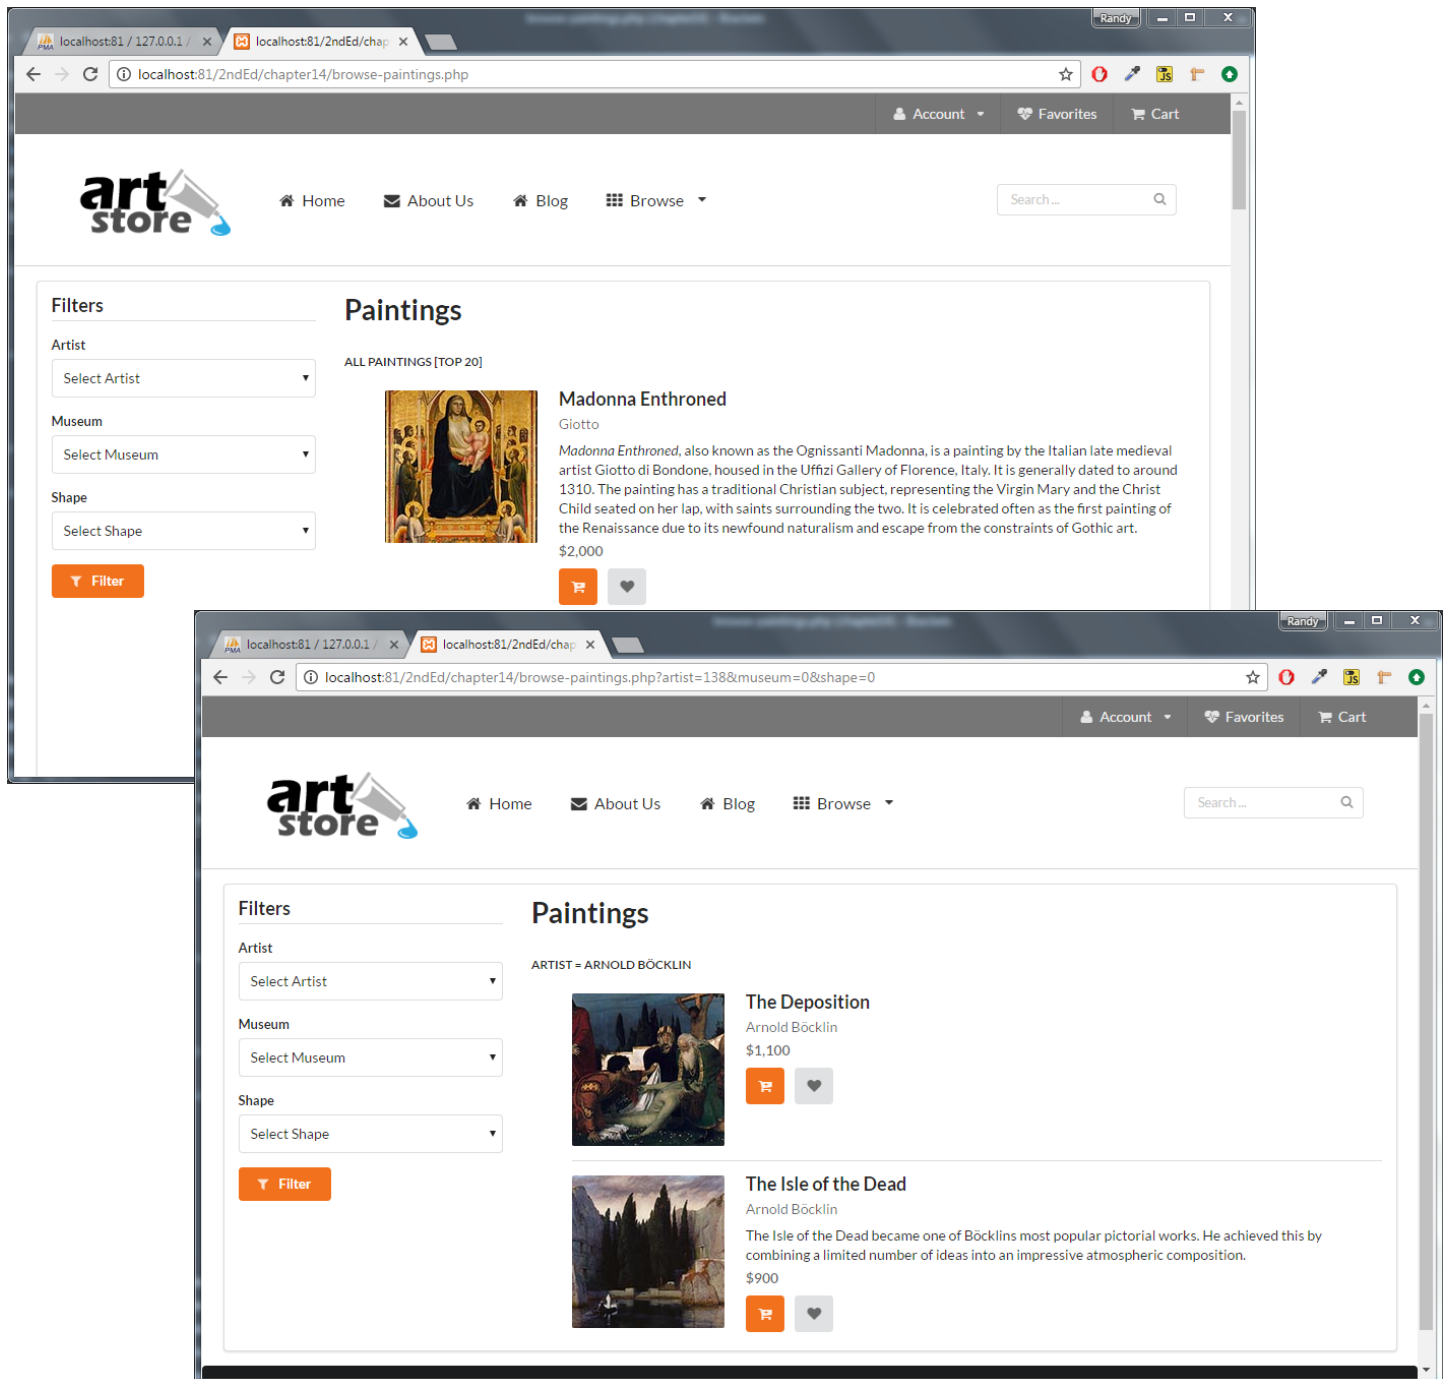 Randy
localhost:81 / 127.0.0.1 /
localhost:81/2ndEd/chap
localhost:81/2ndEd/chapter14/browse-paintings.php
Account
Favorites
Cart
art
store
Home
About Us
Blog
Browse
Search...
Filters
Artist
Select Artist
Museum
Select Museum
Shape
Select Shape
Filter
Paintings
ALL PAINTINGS [TOP 20]
Madonna Enthroned
Giotto
Madonna Enthroned, also known as the Ognissanti Madonna, is a painting by the Italian late medieval
artist Giotto di Bondone, housed in the Uffizi Gallery of Florence, Italy. It is generally dated to around
1310. The painting has a traditional Christian subject, representing the Virgin Mary and the Christ
Child seated on her lap, with saints surrounding the two. It is celebrated often as the first painting of
the Renaissance due to its newfound naturalism and escape from the constraints of Gothic art.
$2,000
Randy
localhost:81 / 127.0.0.1 /
localhost:81/2ndEd/chap
localhost:81/2ndEd/chapter14/browse-paintings.php?artist=138&museum=0&shape=0
Account
Favorites
Cart
art
store
Home
About Us
Blog
Browse
Search...
Filters
Artist
Select Artist
Museum
Select Museum
Shape
Select Shape
Filter
Paintings
ARTIST = ARNOLD BÖCKLIN
The Deposition
Arnold Böcklin
$1,100
The Isle of the Dead
Arnold Böcklin
The Isle of the Dead became one of Böcklins most popular pictorial works. He achieved this by
combining a limited number of ideas into an impressive atmospheric composition.
$900